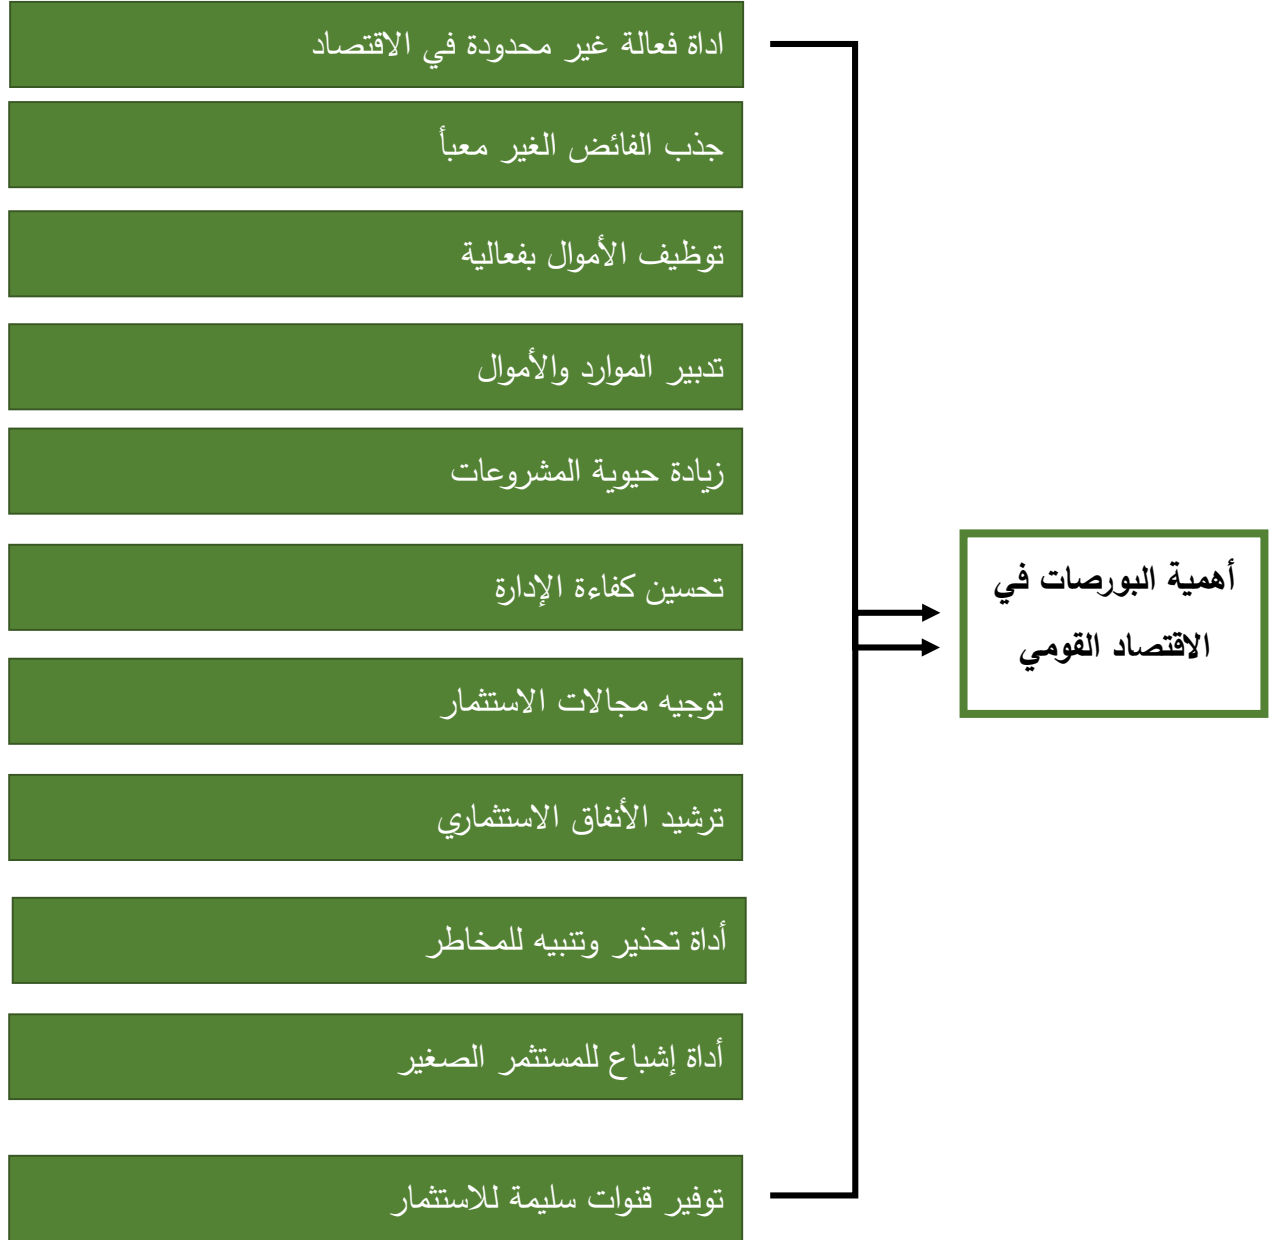 أهمية البورصات في
الاقتصاد القومي
اداة فعالة غير محدودة في الاقتصاد
جذب الفائض الغير معبأ
توظيف الأموال بفعالية
تدبير الموارد والأموال
زيادة حيوية المشروعات
تحسين كفاءة الإدارة
توجيه مجالات الاستثمار
ترشيد الأنفاق الاستثماري
أداة تحذير وتنبيه للمخاطر
أداة إشباع للمستثمر الصغير
توفير قنوات سليمة للاستثمار